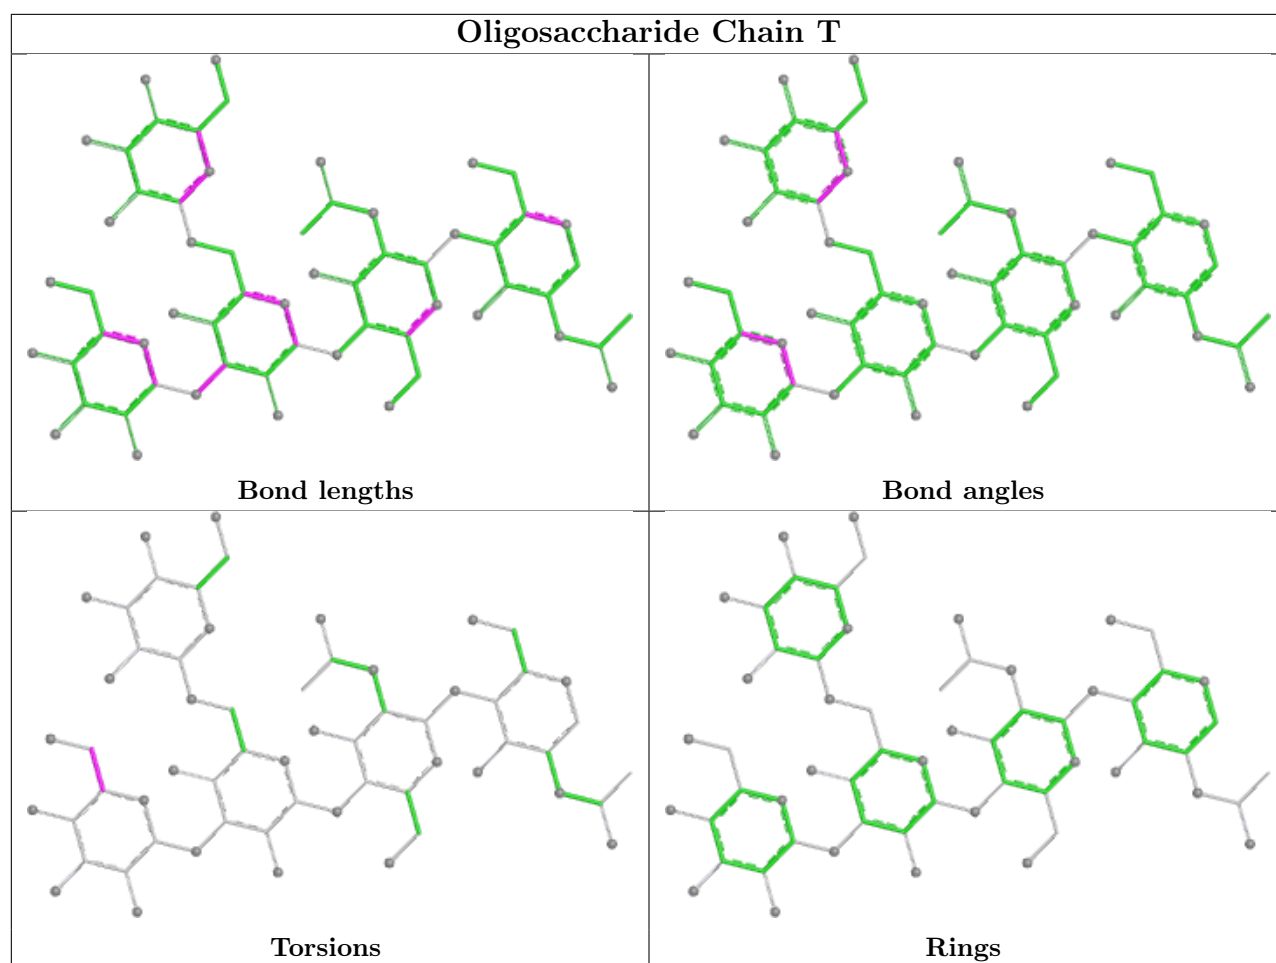 Oligosaccharide Chain T
Bond lengths
Bond angles
Torsions
Rings